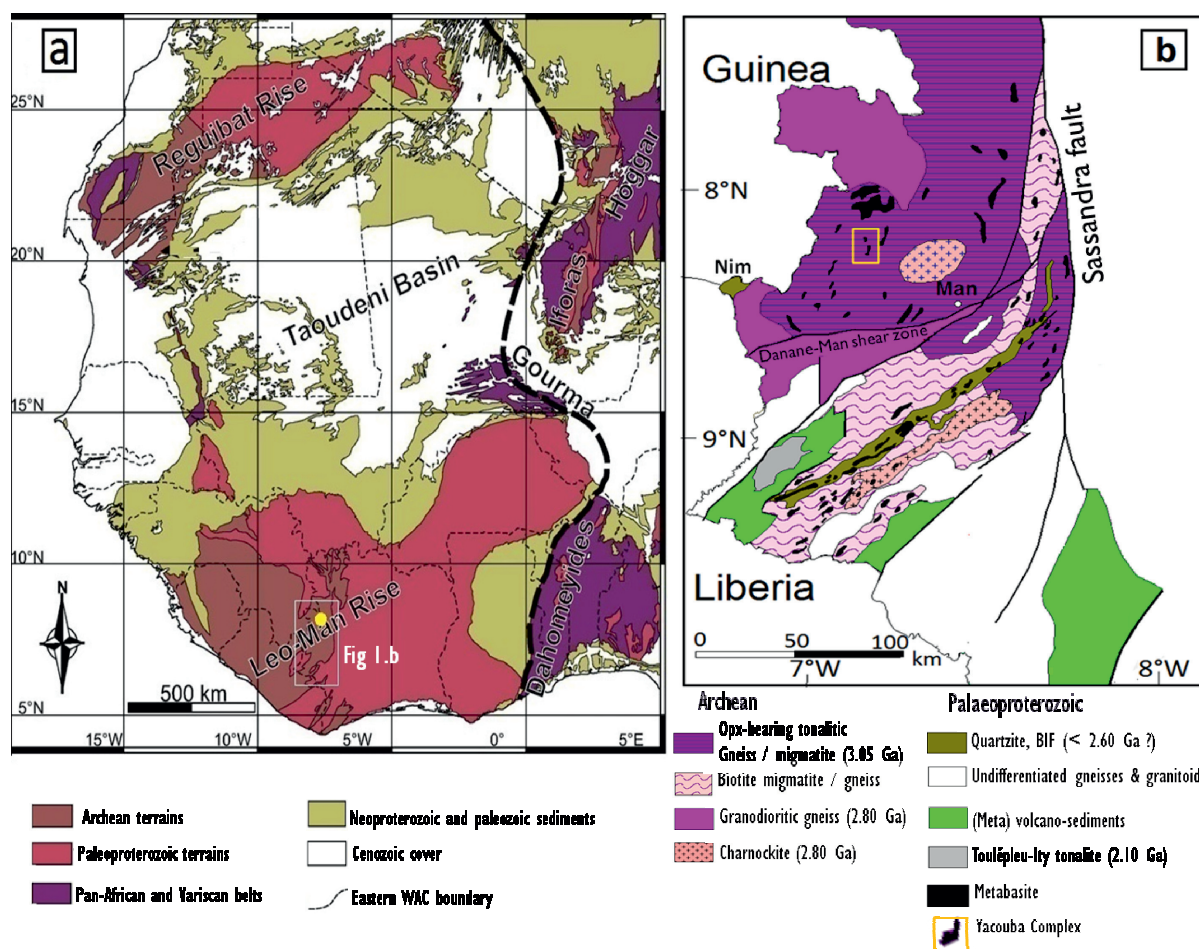 a
25°N
20°N
15°N
10°N
5°N
Reguibat Rise
Hoggar
Iforas
Taoudeni Basin
Gourma
Dahomeyides
Leo-Man Rise
Fig 1.b
N
500 km
15°W
10°W
5°W
0°
5°E
Archean terrains
Paleoproterozoic terrains
Pan-African and Variscan belts
Neoproterozoic and paleozoic sediments
Cenozoic cover
Eastern WAC boundary
b
Guinea
8°N
Sassandra fault
Nim
Man
Danane-Man shear zone
9°N
Liberia
0 50 100
km
7°W
8°W
Archean
Opx-bearing tonalitic
Gneiss / migmatite (3.05 Ga)
Biotite migmatite / gneiss
Granodioritic gneiss (2.80 Ga)
Charnockite (2.80 Ga)
Palaeoproterozoic
Quartzite, BIF (< 2.60 Ga ?)
Undifferentiated gneisses & granitoid
(Meta) volcano-sediments
Toulépleu-Ity tonalite (2.10 Ga)
Metabasite
Yacouba Complex